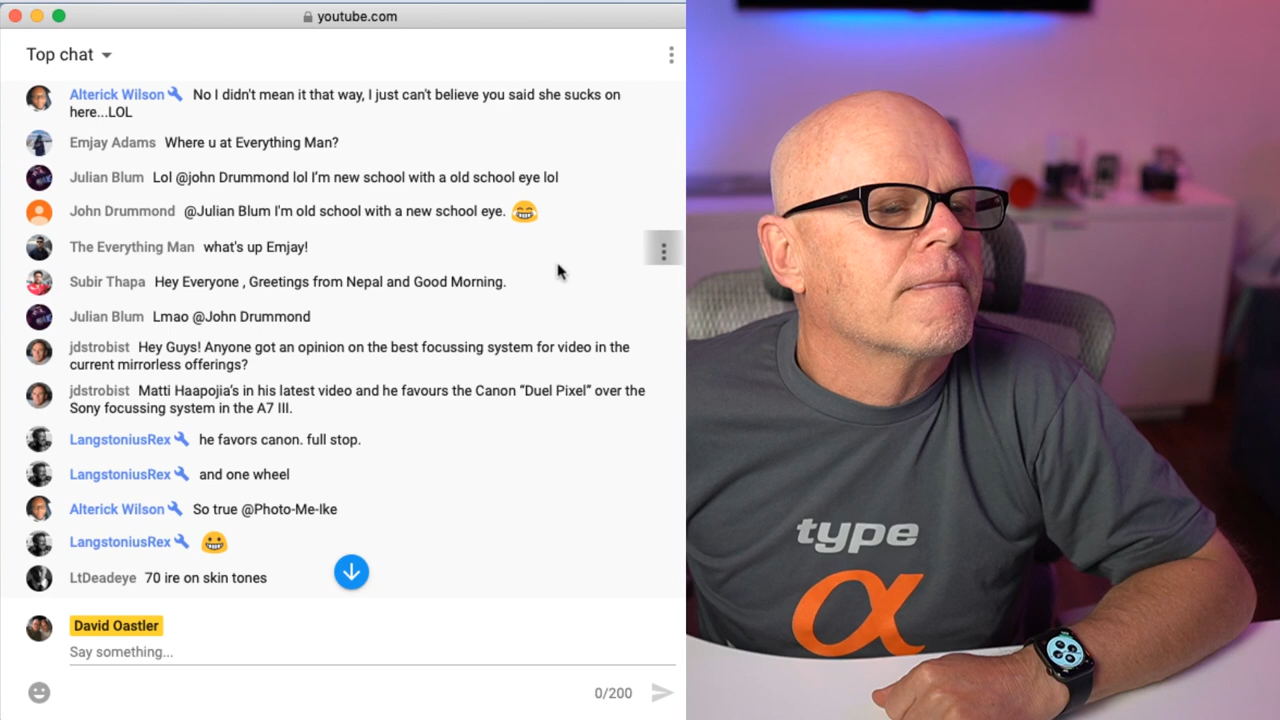 youtube.com
Top chat
Alterick Wilson No I didn't mean it that way, I just can't believe you said she sucks on
here...LOL
Emjay Adams Where u at Everything Man?
Julian Blum Lol @john Drummond lol I'm new school with a old school eye lol
John Drummond @Julian Blum I'm old school with a new school eye. 😂
The Everything Man what's up Emjay!
Subir Thapa Hey Everyone , Greetings from Nepal and Good Morning.
Julian Blum Lmao @John Drummond
jdstrobist Hey Guys! Anyone got an opinion on the best focussing system for video in the
current mirrorless offerings?
jdstrobist Matti Haapojia’s in his latest video and he favours the Canon “Duel Pixel” over the
Sony focussing system in the A7 III.
LangstoniusRex he favors canon. full stop.
LangstoniusRex and one wheel
Alterick Wilson So true @Photo-Me-Ike
LangstoniusRex 😀
LtDeadeye 70 ire on skin tones
David Oastler
Say something...
0/200
type
α